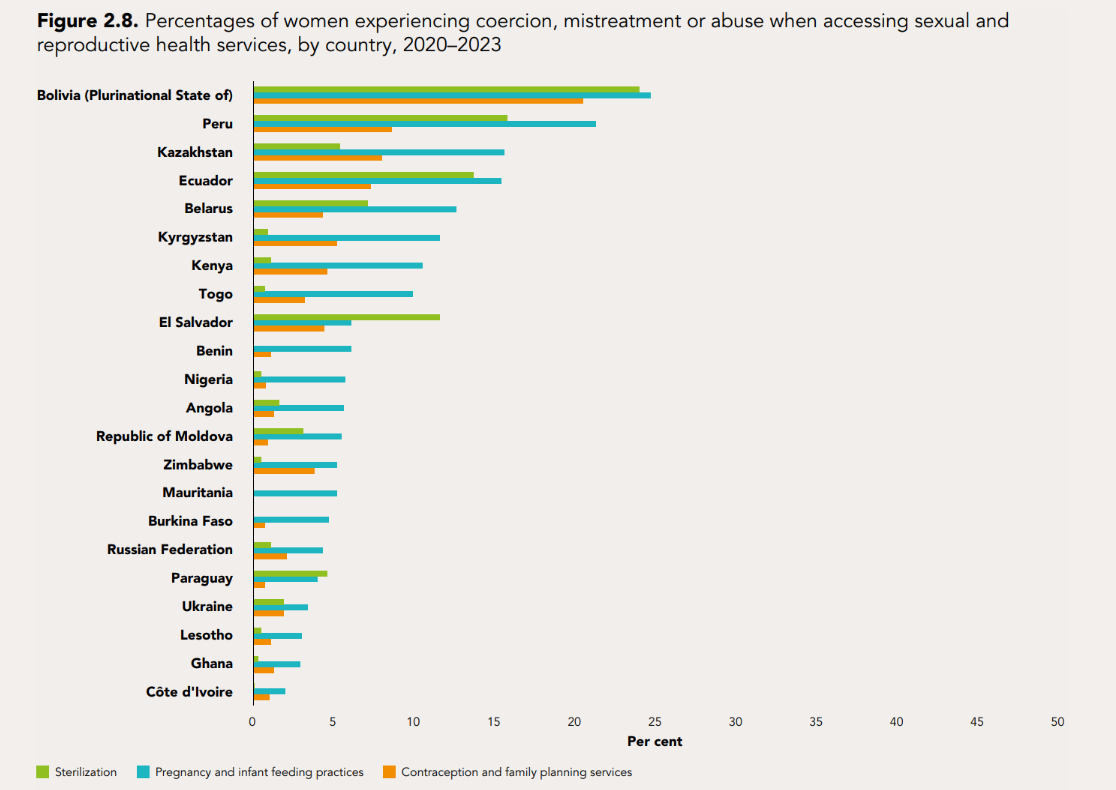 Figure 2.8. Percentages of women experiencing coercion, mistreatment or abuse when accessing sexual and
reproductive health services, by country, 2020–2023
Bolivia (Plurinational State of)
Peru
Kazakhstan
Ecuador
Belarus
Kyrgyzstan
Kenya
Togo
El Salvador
Benin
Nigeria
Angola
Republic of Moldova
Zimbabwe
Mauritania
Burkina Faso
Russian Federation
Paraguay
Ukraine
Lesotho
Ghana
Côte d'Ivoire
0 5 10 15 20 25 30 35 40 45 50
Per cent
Sterilization Pregnancy and infant feeding practices Contraception and family planning services